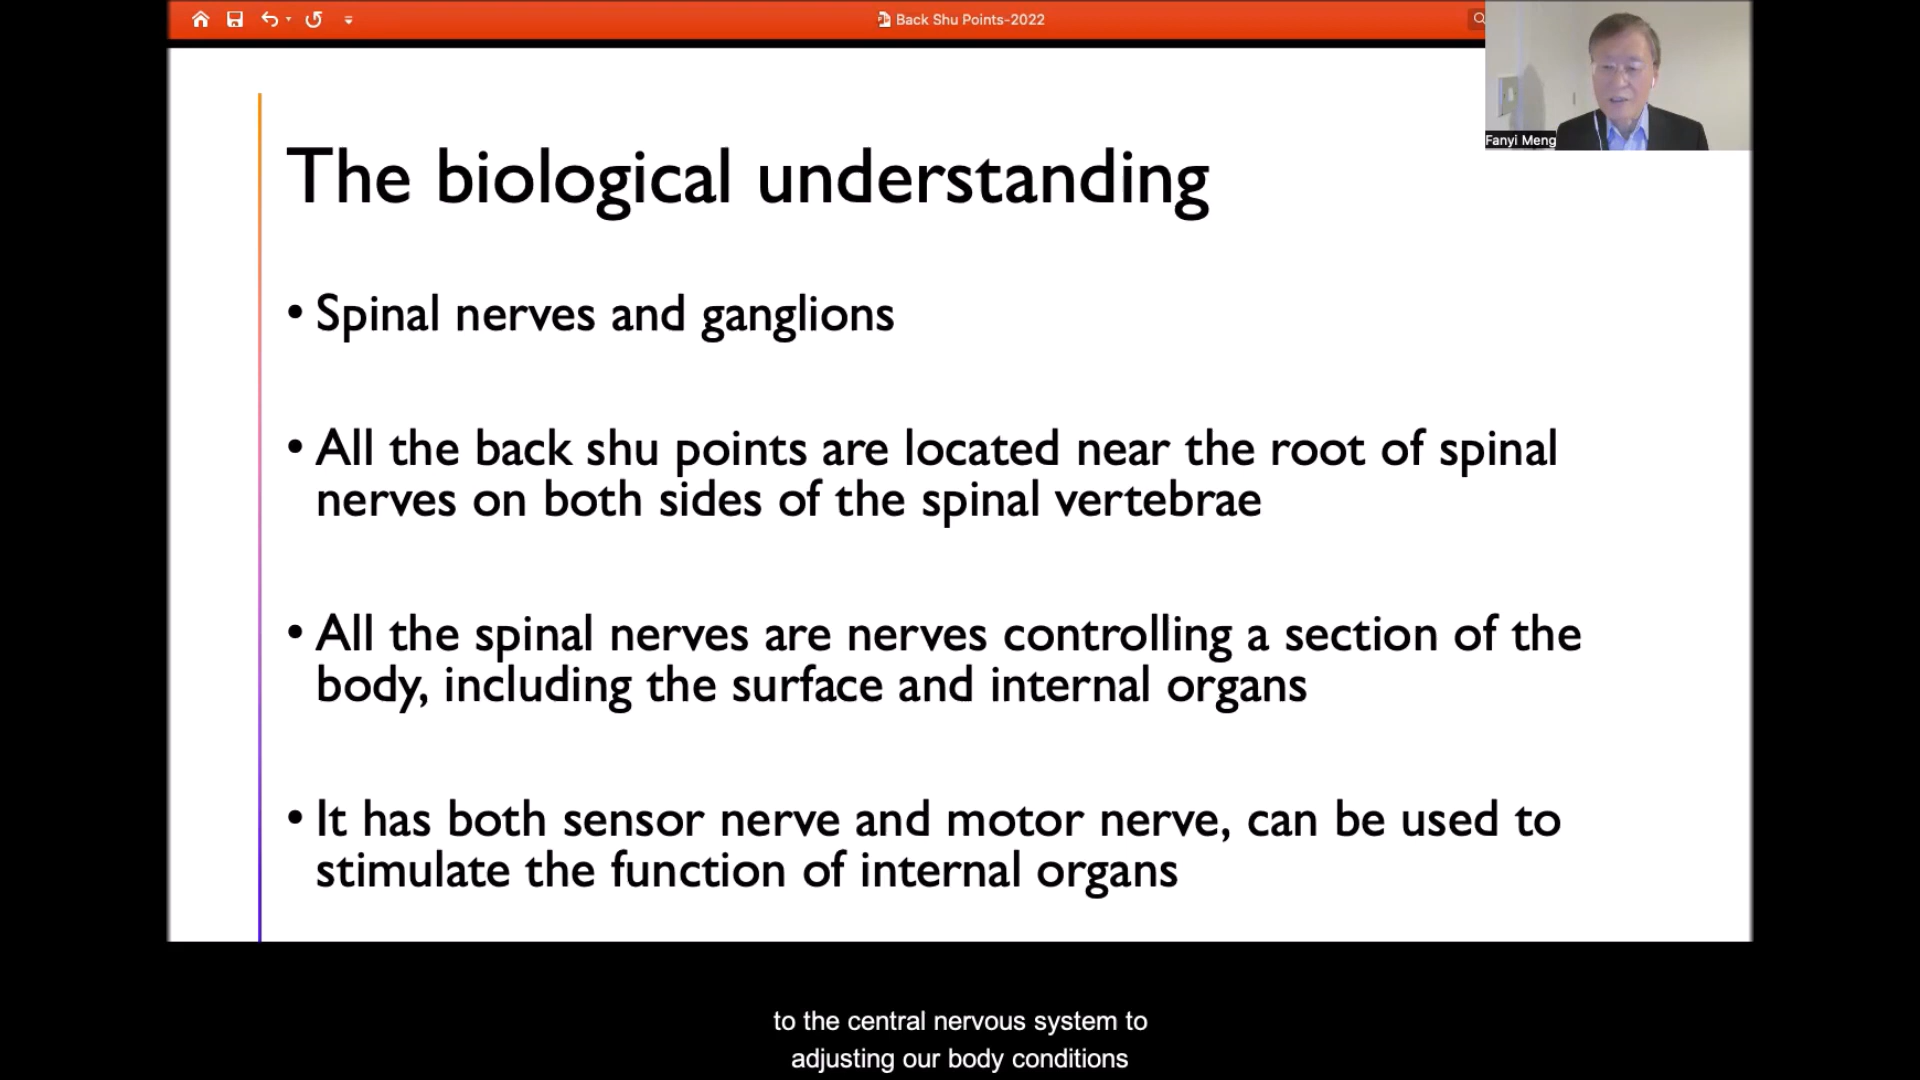 Back Shu Points-2022
Fanyi Meng
The biological understanding
• Spinal nerves and ganglions
• All the back shu points are located near the root of spinal
nerves on both sides of the spinal vertebrae
• All the spinal nerves are nerves controlling a section of the
body, including the surface and internal organs
• It has both sensor nerve and motor nerve, can be used to
stimulate the function of internal organs
to the central nervous system to
adjusting our body conditions